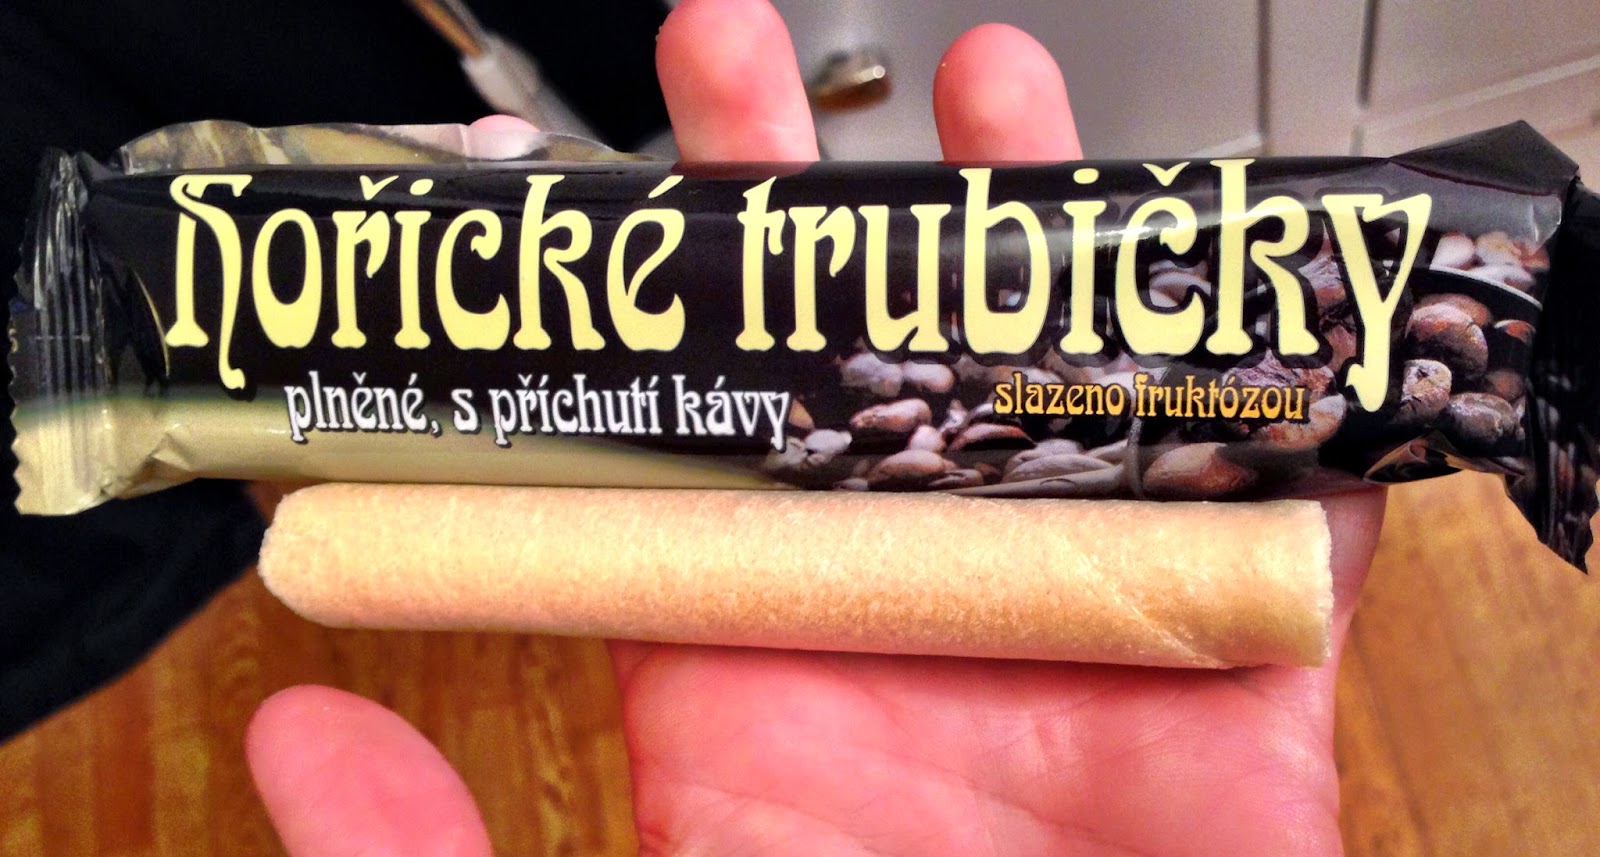 Hořické trubičky
plněné, s příchutí kávy
slazeno fruktózou